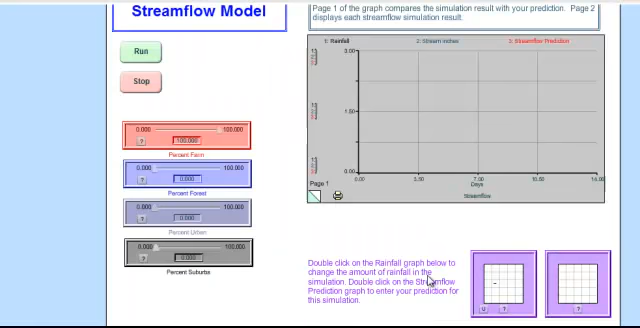 Streamflow Model
Page 1 of the graph compares the simulation result with your prediction. Page 2
displays each streamflow simulation result.
Run
Stop
1: Rainfall 2: Stream inches 3: Streamflow Prediction
3.00
1.50
0.00
0.00 3.50 7.00 10.50 14.00
Page 1
Days
Streamflow
0.000 100.000
? 100.000
Percent Farm
0.000 100.000
? 0.000
Percent Forest
0.000 100.000
? 0.000
Percent Urban
0.000 100.000
? 0.000
Percent Suburbs
Double click on the Rainfall graph below to
change the amount of rainfall in the
simulation. Double click on the Streamflow
Prediction graph to enter your prediction for
this simulation.
U ? ?